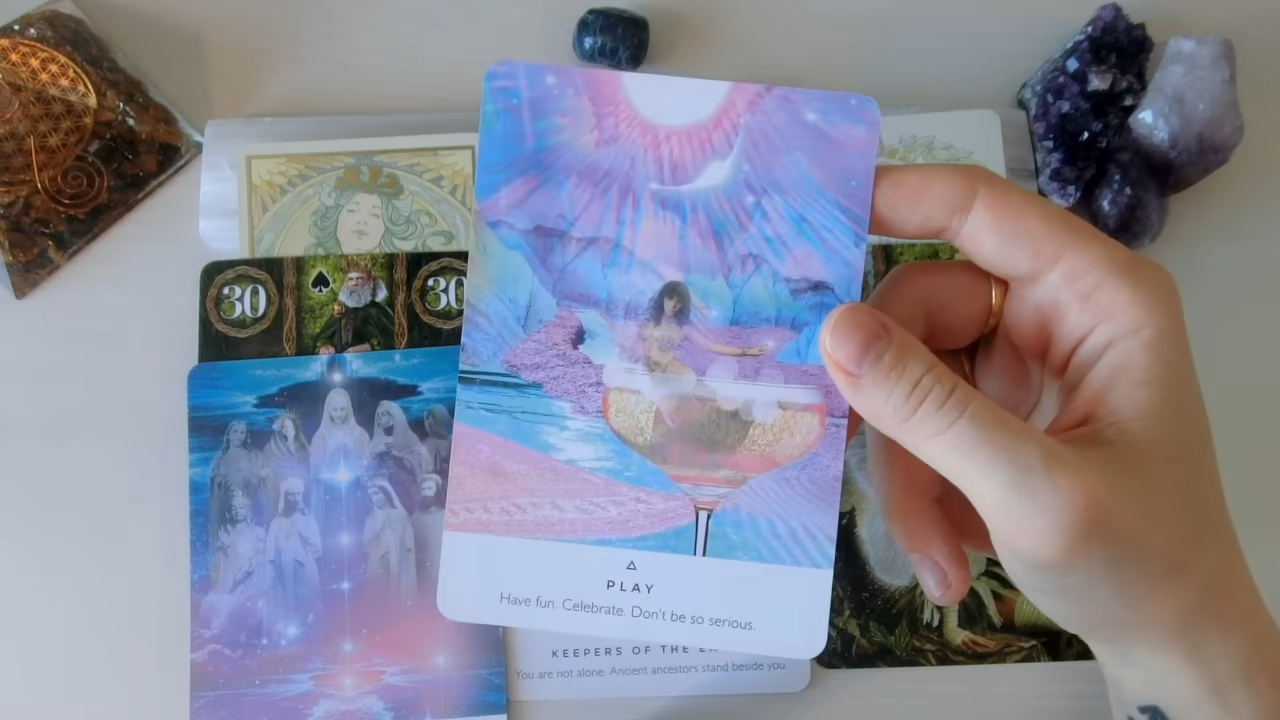 30
30
PLAY
Have fun. Celebrate. Don't be so serious.
KEEPERS OF THE
You are not alone. Ancient ancestors stand beside you.